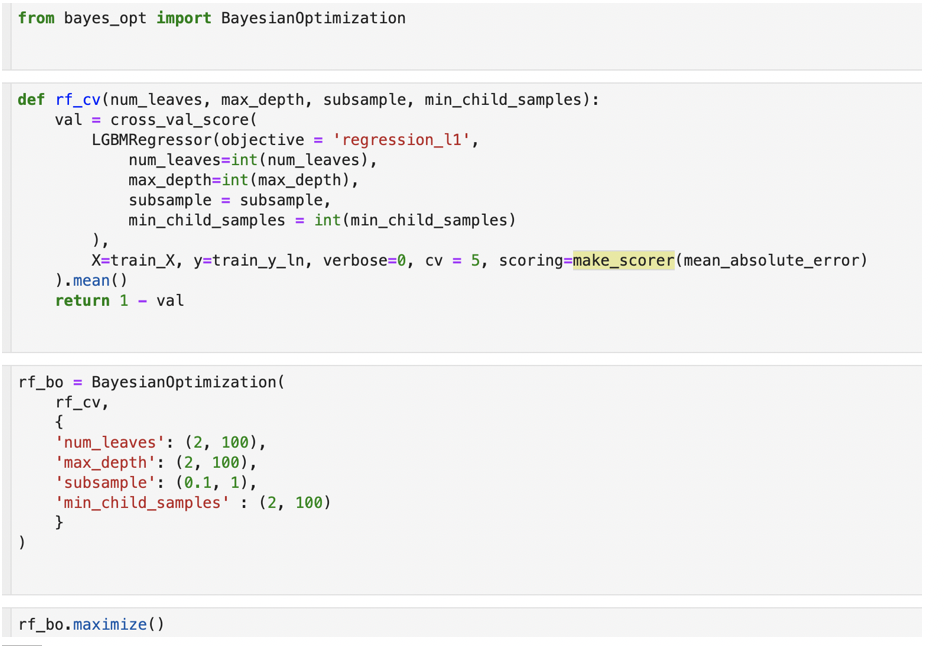 from bayes_opt import BayesianOptimization
def rf_cv(num_leaves, max_depth, subsample, min_child_samples):
    val = cross_val_score(
        LGBMRegressor(objective = 'regression_l1',
            num_leaves=int(num_leaves),
            max_depth=int(max_depth),
            subsample = subsample,
            min_child_samples = int(min_child_samples)
        ),
        X=train_X, y=train_y_ln, verbose=0, cv = 5, scoring=make_scorer(mean_absolute_error)
    ).mean()
    return 1 - val
rf_bo = BayesianOptimization(
    rf_cv,
    {
    'num_leaves': (2, 100),
    'max_depth': (2, 100),
    'subsample': (0.1, 1),
    'min_child_samples' : (2, 100)
    }
)
rf_bo.maximize()